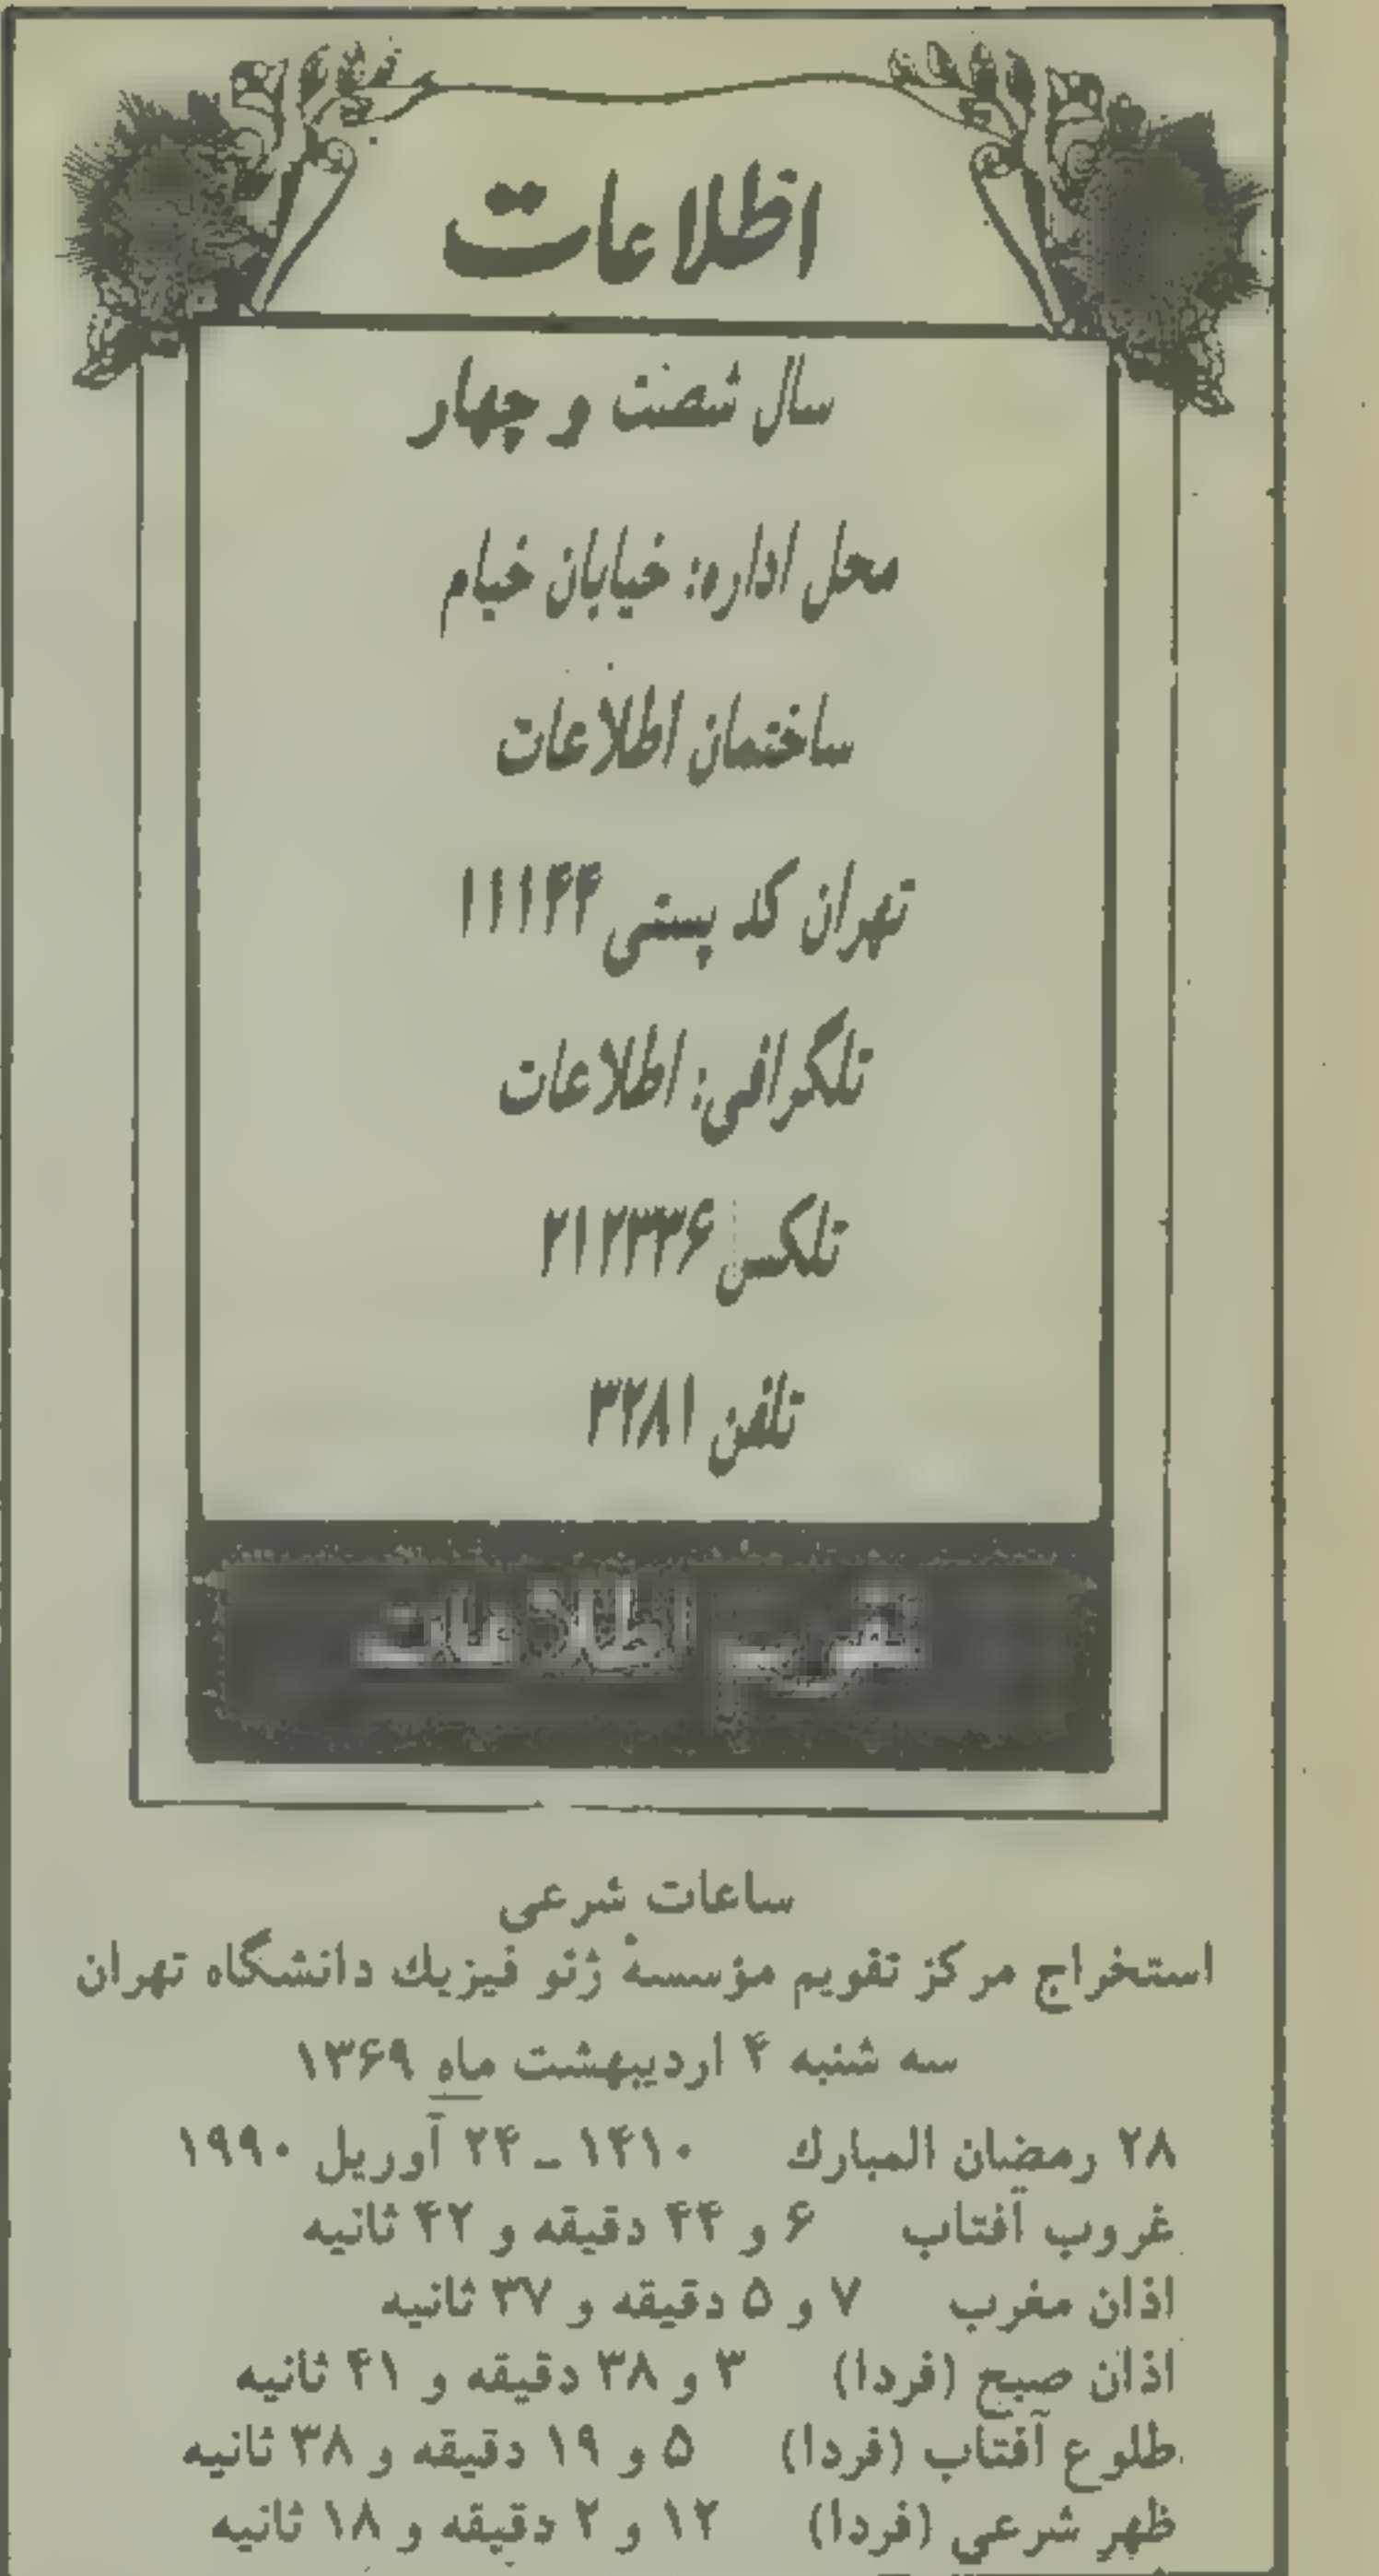 اطلاعات
سال شصت و چهار
محل اداره: خیابان خیام
ساختمان اطلاعات
تهران کد پستی ۱۱۱۴۴
تلگرافی: اطلاعات
تلکس ۲۱۲۳۳۶
تلفن ۳۲۸۱
تقویم اطلاعات
ساعات شرعی
استخراج مرکز تقویم مؤسسهٔ ژئو فیزیك دانشگاه تهران
سه شنبه ۴ اردیبهشت ماه ۱۳۶۹
۲۸ رمضان المبارك ۱۴۱۰ ـ ۲۴ آوریل ۱۹۹۰
غروب آفتاب ۶ و ۴۴ دقیقه و ۴۲ ثانیه
اذان مغرب ۷ و ۵ دقیقه و ۳۷ ثانیه
اذان صبح (فردا) ۳ و ۳۸ دقیقه و ۴۱ ثانیه
طلوع آفتاب (فردا) ۵ و ۱۹ دقیقه و ۳۸ ثانیه
ظهر شرعی (فردا) ۱۲ و ۲ دقیقه و ۱۸ ثانیه